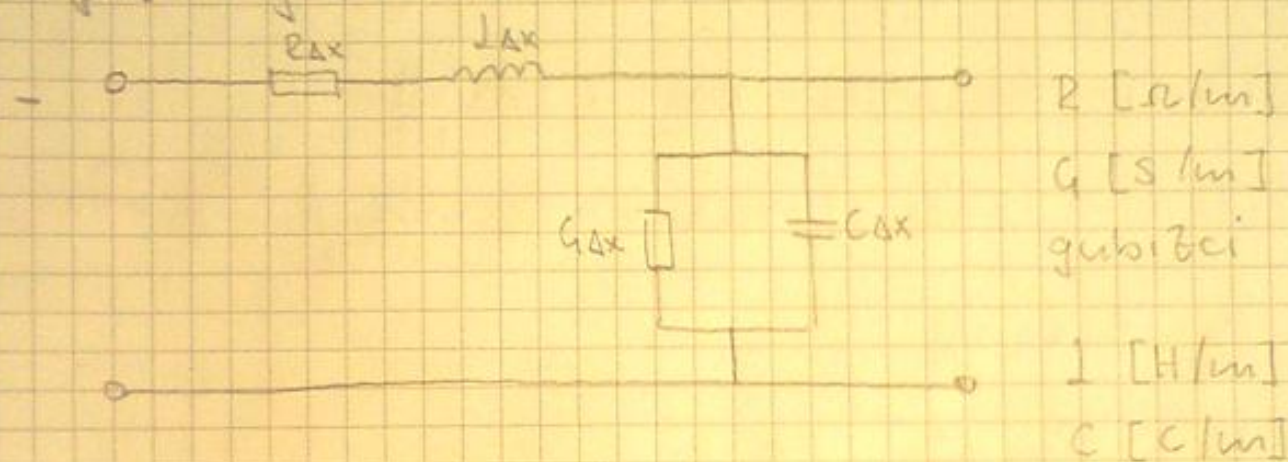 RΔx LΔx
R [Ω/m]
G [S/m]
GΔx CΔx
gubitci
L [H/m]
C [C/m]